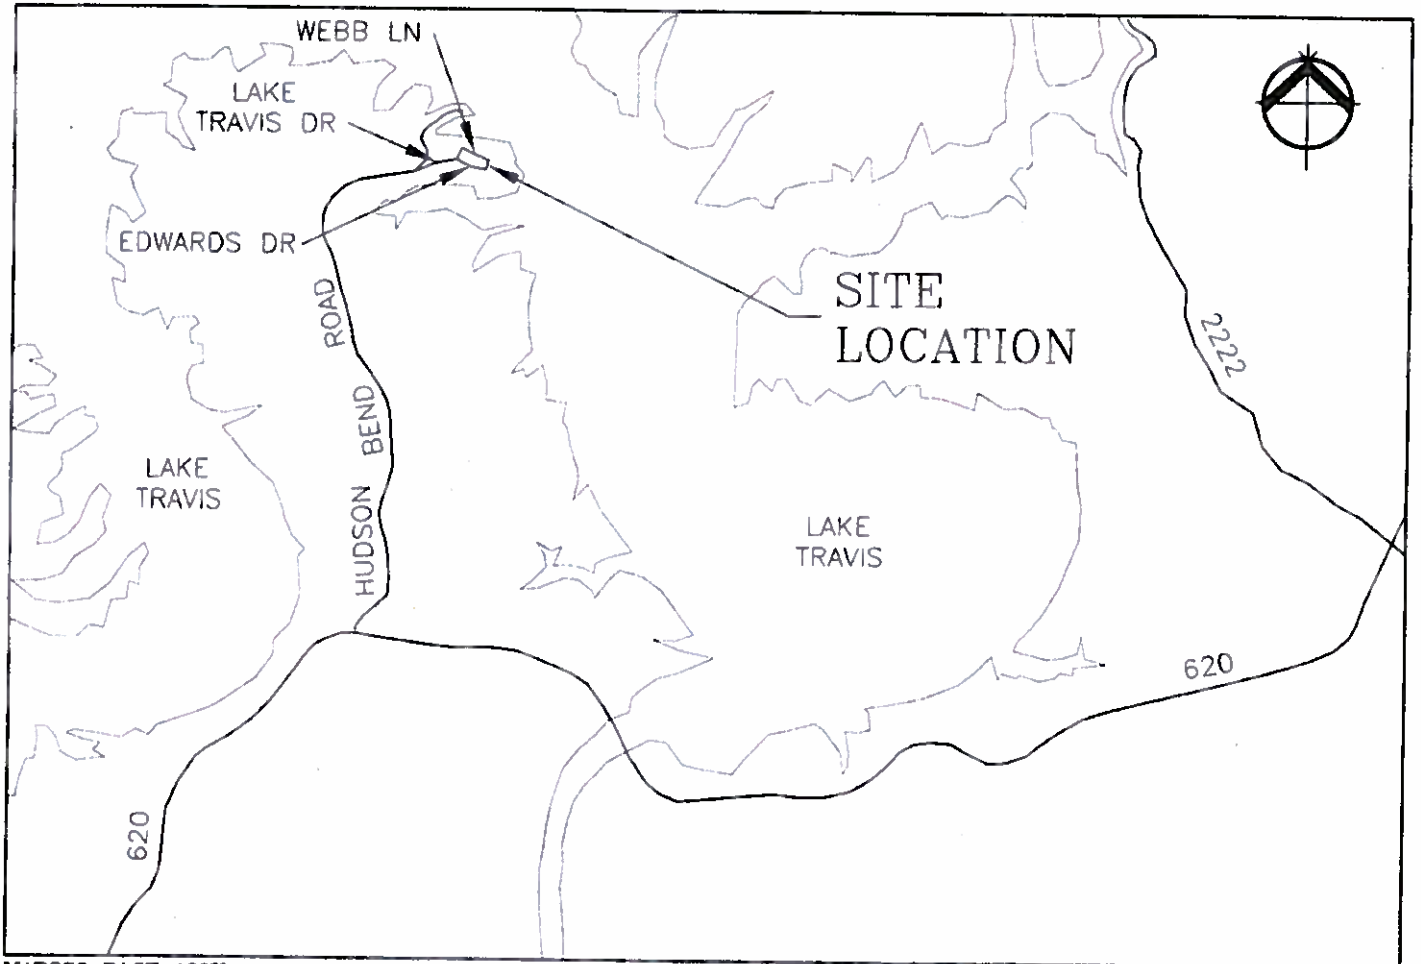 WEBB LN
LAKE
TRAVIS DR
EDWARDS DR
SITE
LOCATION
HUDSON BEND ROAD
2222
LAKE
TRAVIS
LAKE
TRAVIS
620
620